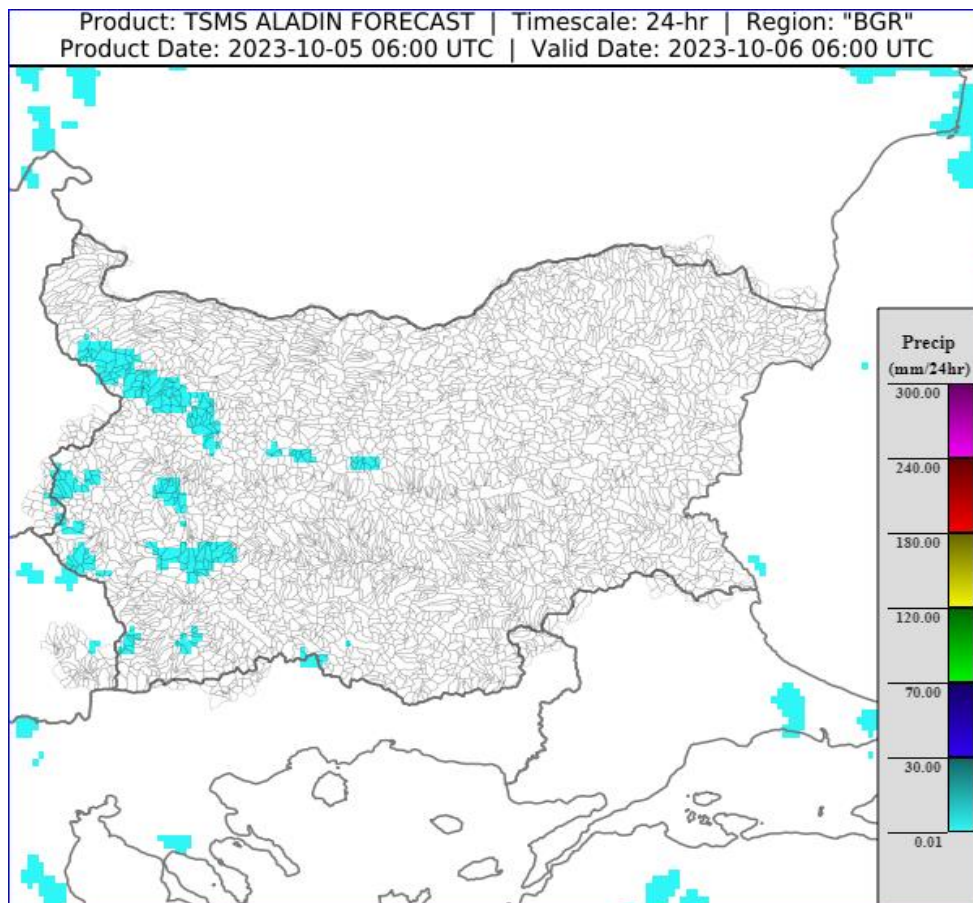 Product: TSMS ALADIN FORECAST | Timescale: 24-hr | Region: "BGR"
Product Date: 2023-10-05 06:00 UTC | Valid Date: 2023-10-06 06:00 UTC
Precip
(mm/24hr)
300.00
240.00
180.00
120.00
70.00
30.00
0.01